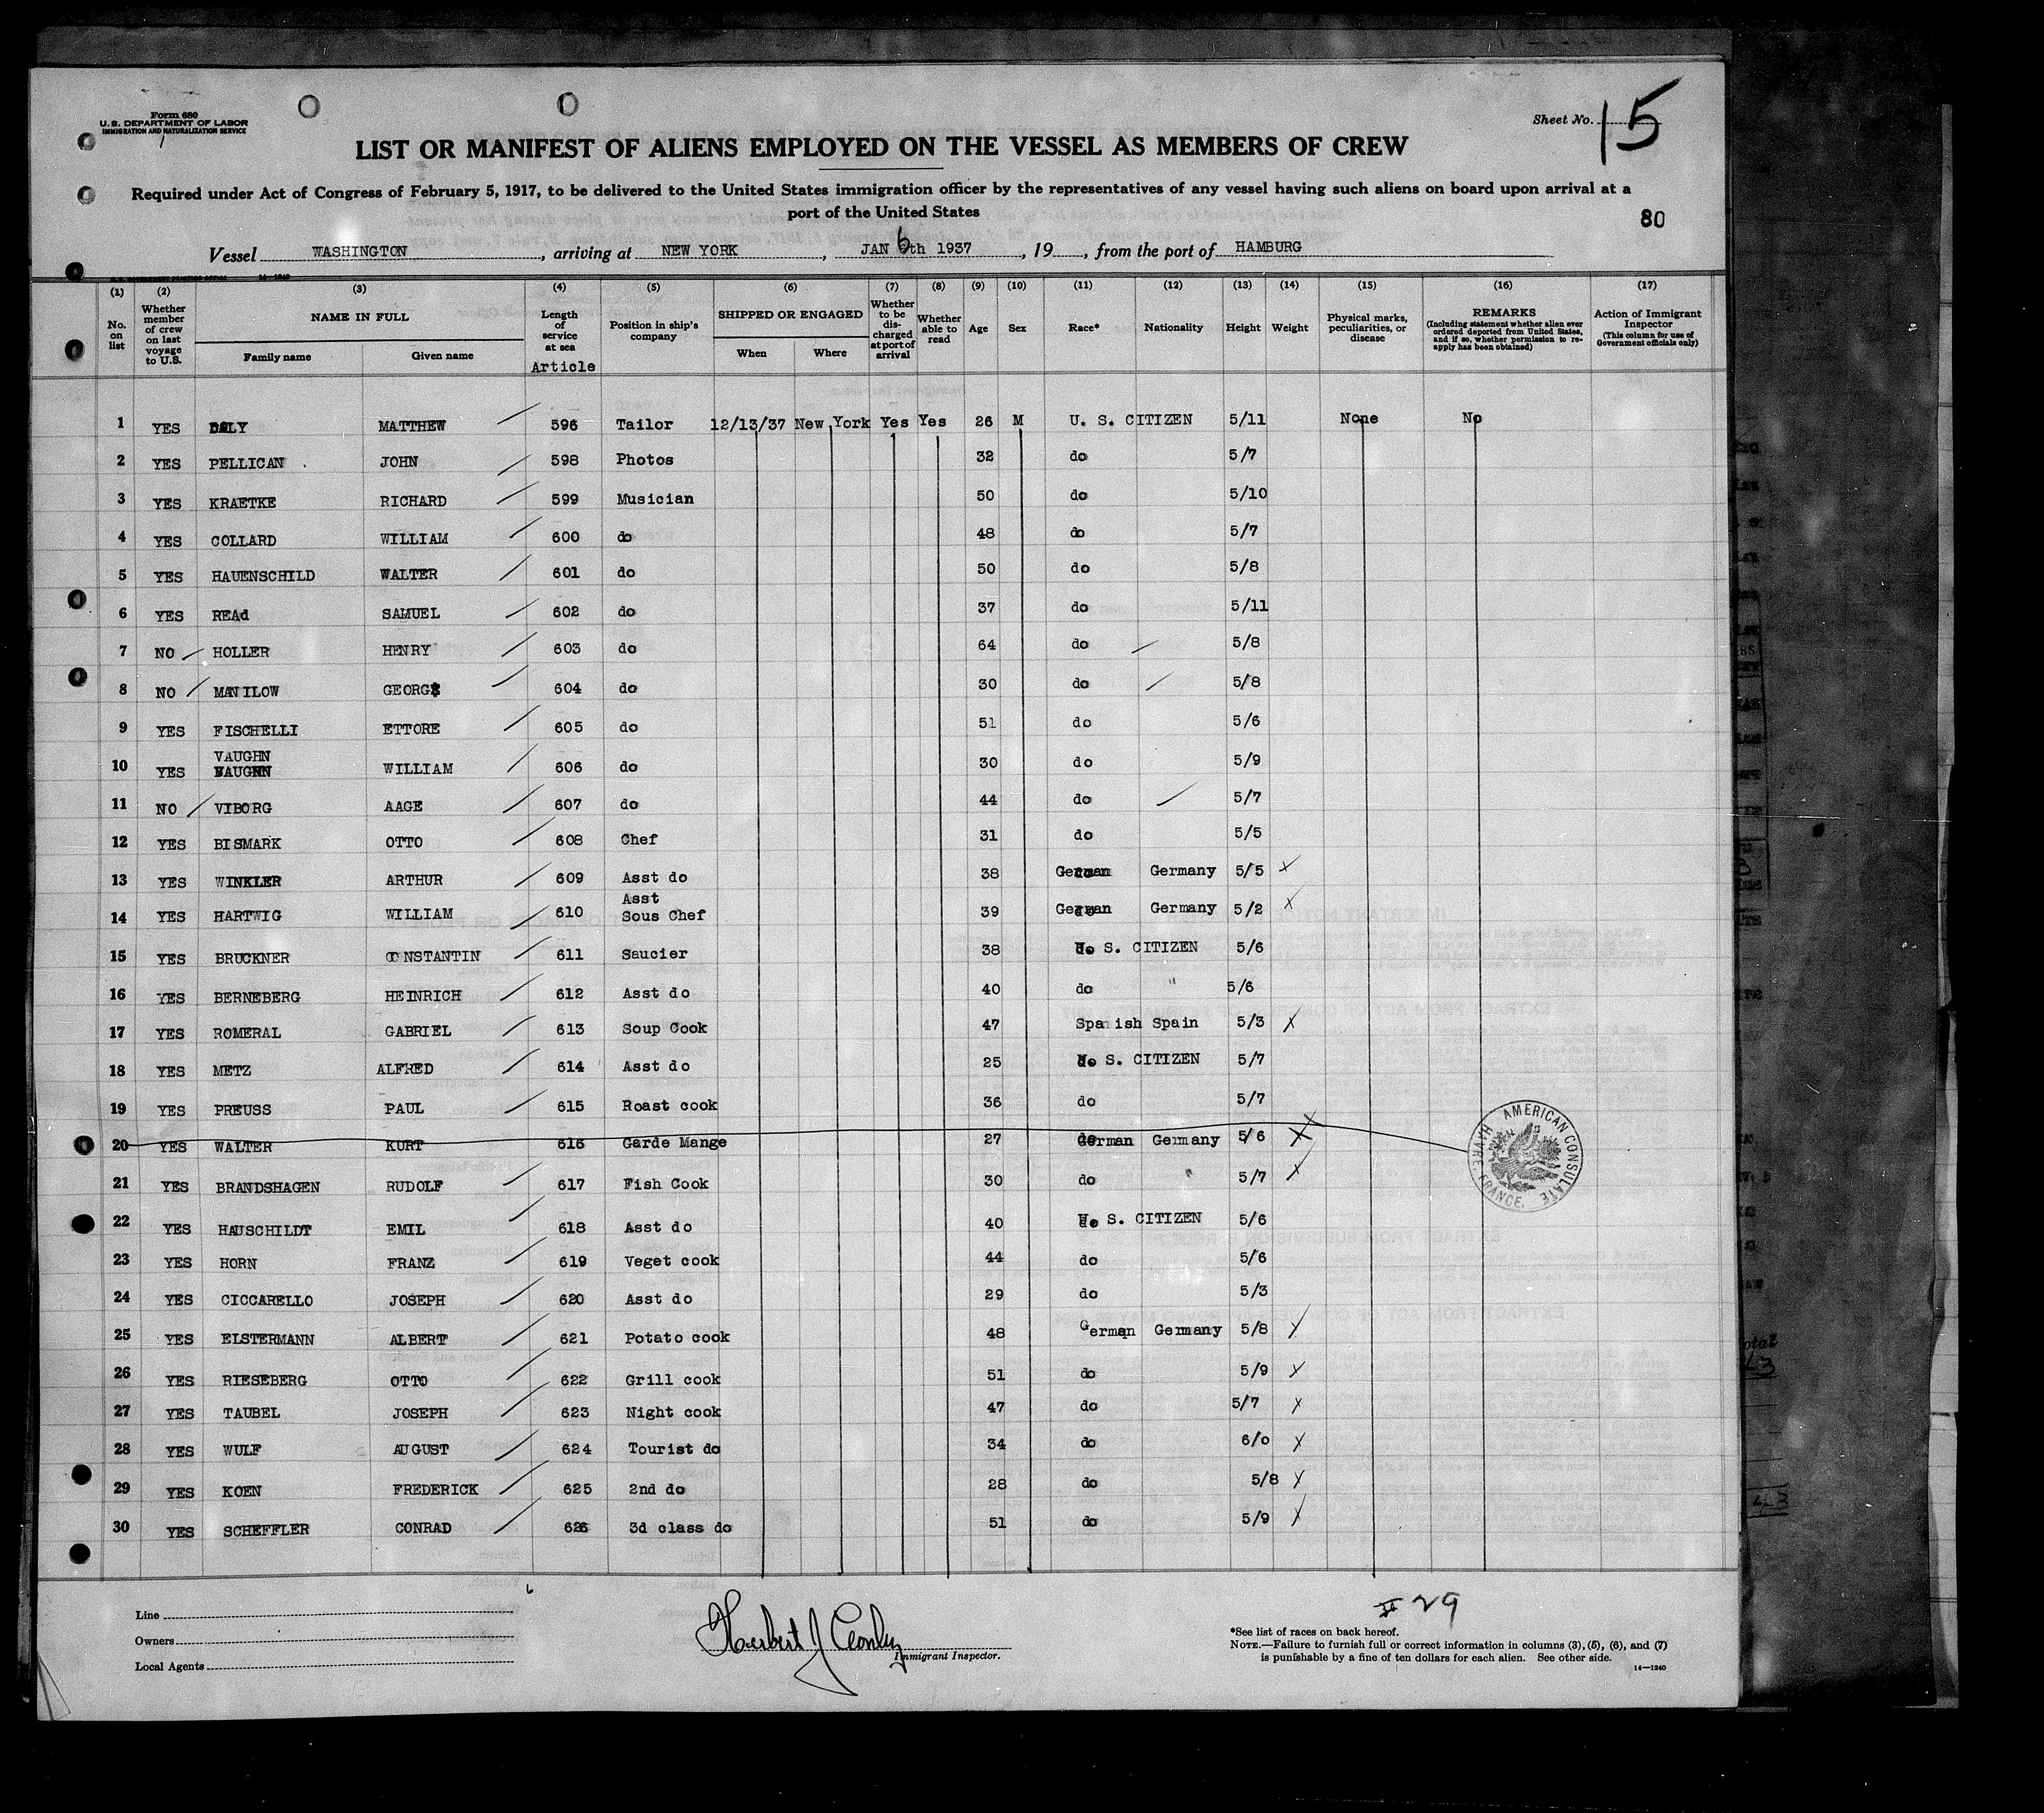 Form 680
U. S. DEPARTMENT OF LABOR
IMMIGRATION AND NATURALIZATION SERVICE
Sheet No. 15
LIST OR MANIFEST OF ALIENS EMPLOYED ON THE VESSEL AS MEMBERS OF CREW
Required under Act of Congress of February 5, 1917, to be delivered to the United States immigration officer by the representatives of any vessel having such aliens on board upon arrival at a
port of the United States
80
Vessel WASHINGTON, arriving at NEW YORK, JAN 6th 1937, 19, from the port of HAMBURG
(1) (2) (3) (4) (5) (6) (7) (8) (9) (10) (11) (12) (13) (14) (15) (16) (17)
No. on list
Whether member of crew on last voyage to U.S.
NAME IN FULL
Family name Given name
Length of service at sea
Article
Position in ship's company
SHIPPED OR ENGAGED
When Where
Whether to be discharged at port of arrival
Whether able to read
Age
Sex
Race*
Nationality
Height
Weight
Physical marks, peculiarities, or disease
REMARKS
(Including statement whether alien ever ordered deported from United States, and if so, whether permission to reapply has been obtained)
Action of Immigrant Inspector
(This column for use of Government officials only)
1 YES DALY MATTHEW 596 Tailor 12/13/37 New York Yes Yes 26 M U. S. CITIZEN 5/11 None No
2 YES PELLICAN JOHN 598 Photos 32 do 5/7
3 YES KRAETKE RICHARD 599 Musician 50 do 5/10
4 YES COLLARD WILLIAM 600 do 48 do 5/7
5 YES HAUENSCHILD WALTER 601 do 50 do 5/8
6 YES READ SAMUEL 602 do 37 do 5/11
7 NO HOLLER HENRY 603 do 64 do 5/8
8 NO MANILOW GEORGE 604 do 30 do 5/8
9 YES FISCHELLI ETTORE 605 do 51 do 5/6
VAUGHN
10 YES VAUGHN WILLIAM 606 do 30 do 5/9
11 NO VIBORG AAGE 607 do 44 do 5/7
12 YES BISMARK OTTO 608 Chef 31 do 5/5
13 YES WINKLER ARTHUR 609 Asst do 38 German Germany 5/5 x
14 YES HARTWIG WILLIAM 610 Asst Sous Chef 39 German Germany 5/2 x
15 YES BRUCKNER CONSTANTIN 611 Saucier 38 U. S. CITIZEN 5/6
16 YES BERNEBERG HEINRICH 612 Asst do 40 do " 5/6
17 YES ROMERAL GABRIEL 613 Soup Cook 47 Spanish Spain 5/3 x
18 YES METZ ALFRED 614 Asst do 25 U. S. CITIZEN 5/7
19 YES PREUSS PAUL 615 Roast cook 36 do 5/7
20 YES WALTER KURT 616 Garde Mange 27 German Germany 5/6 x
AMERICAN CONSULATE HAVRE, FRANCE.
21 YES BRANDSHAGEN RUDOLF 617 Fish Cook 30 do " 5/7 x
22 YES HAUSCHILDT EMIL 618 Asst do 40 U. S. CITIZEN 5/6
23 YES HORN FRANZ 619 Veget cook 44 do 5/6
24 YES CICCARELLO JOSEPH 620 Asst do 29 do 5/3
25 YES ELSTERMANN ALBERT 621 Potato cook 48 German Germany 5/8 x
26 YES RIESEBERG OTTO 622 Grill cook 51 do 5/9 x
27 YES TAUBEL JOSEPH 623 Night cook 47 do 5/7 x
28 YES WULF AUGUST 624 Tourist do 34 do 6/0 x
29 YES KOEN FREDERICK 625 2nd do 28 do 5/8 x
30 YES SCHEFFLER CONRAD 626 3d class do 51 do 5/9 x
29
Line
Owners
Local Agents
Immigrant Inspector.
*See list of races on back hereof.
NOTE.—Failure to furnish full or correct information in columns (3), (5), (6), and (7)
is punishable by a fine of ten dollars for each alien. See other side.
14—1240